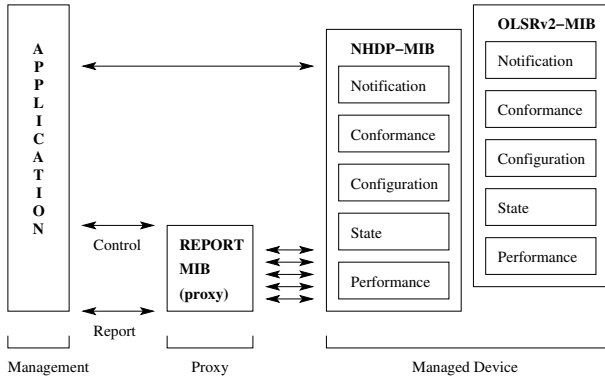 APPLICATION
Control
Report
REPORT
MIB
(proxy)
NHDP–MIB
Notification
Conformance
Configuration
State
Performance
OLSRv2–MIB
Notification
Conformance
Configuration
State
Performance
Management
Proxy
Managed Device